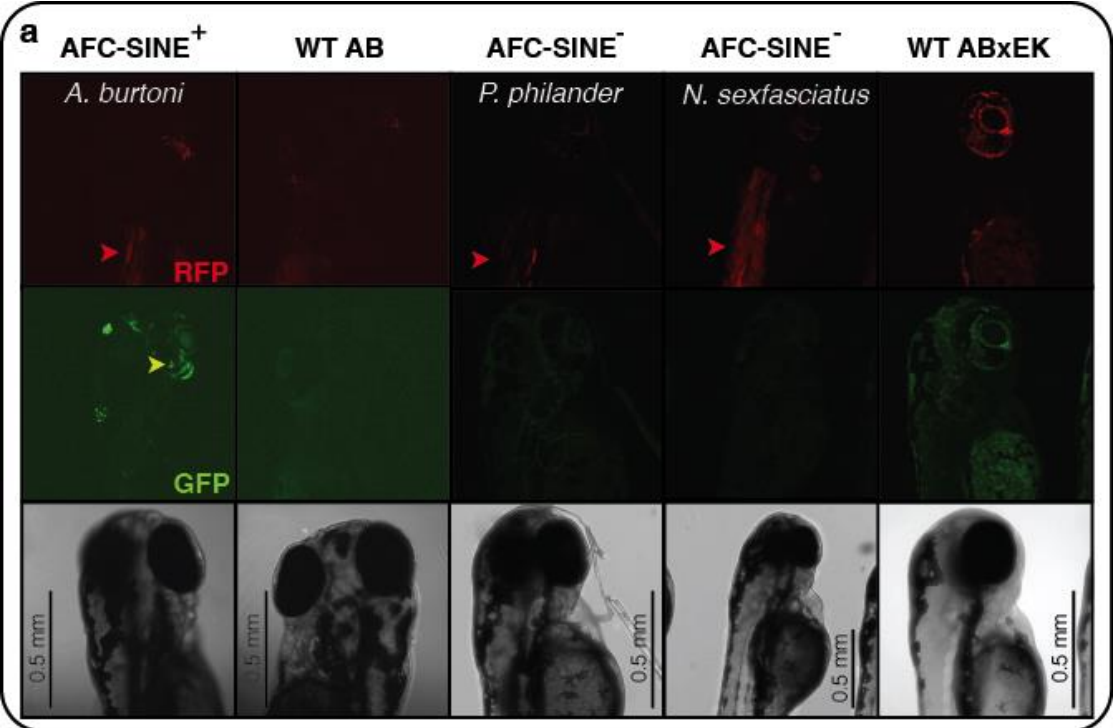 a
AFC-SINE+ WT AB AFC-SINE- AFC-SINE- WT ABxEK
A. burtoni P. philander N. sexfasciatus
RFP
GFP
0.5 mm 0.5 mm 0.5 mm 0.5 mm 0.5 mm